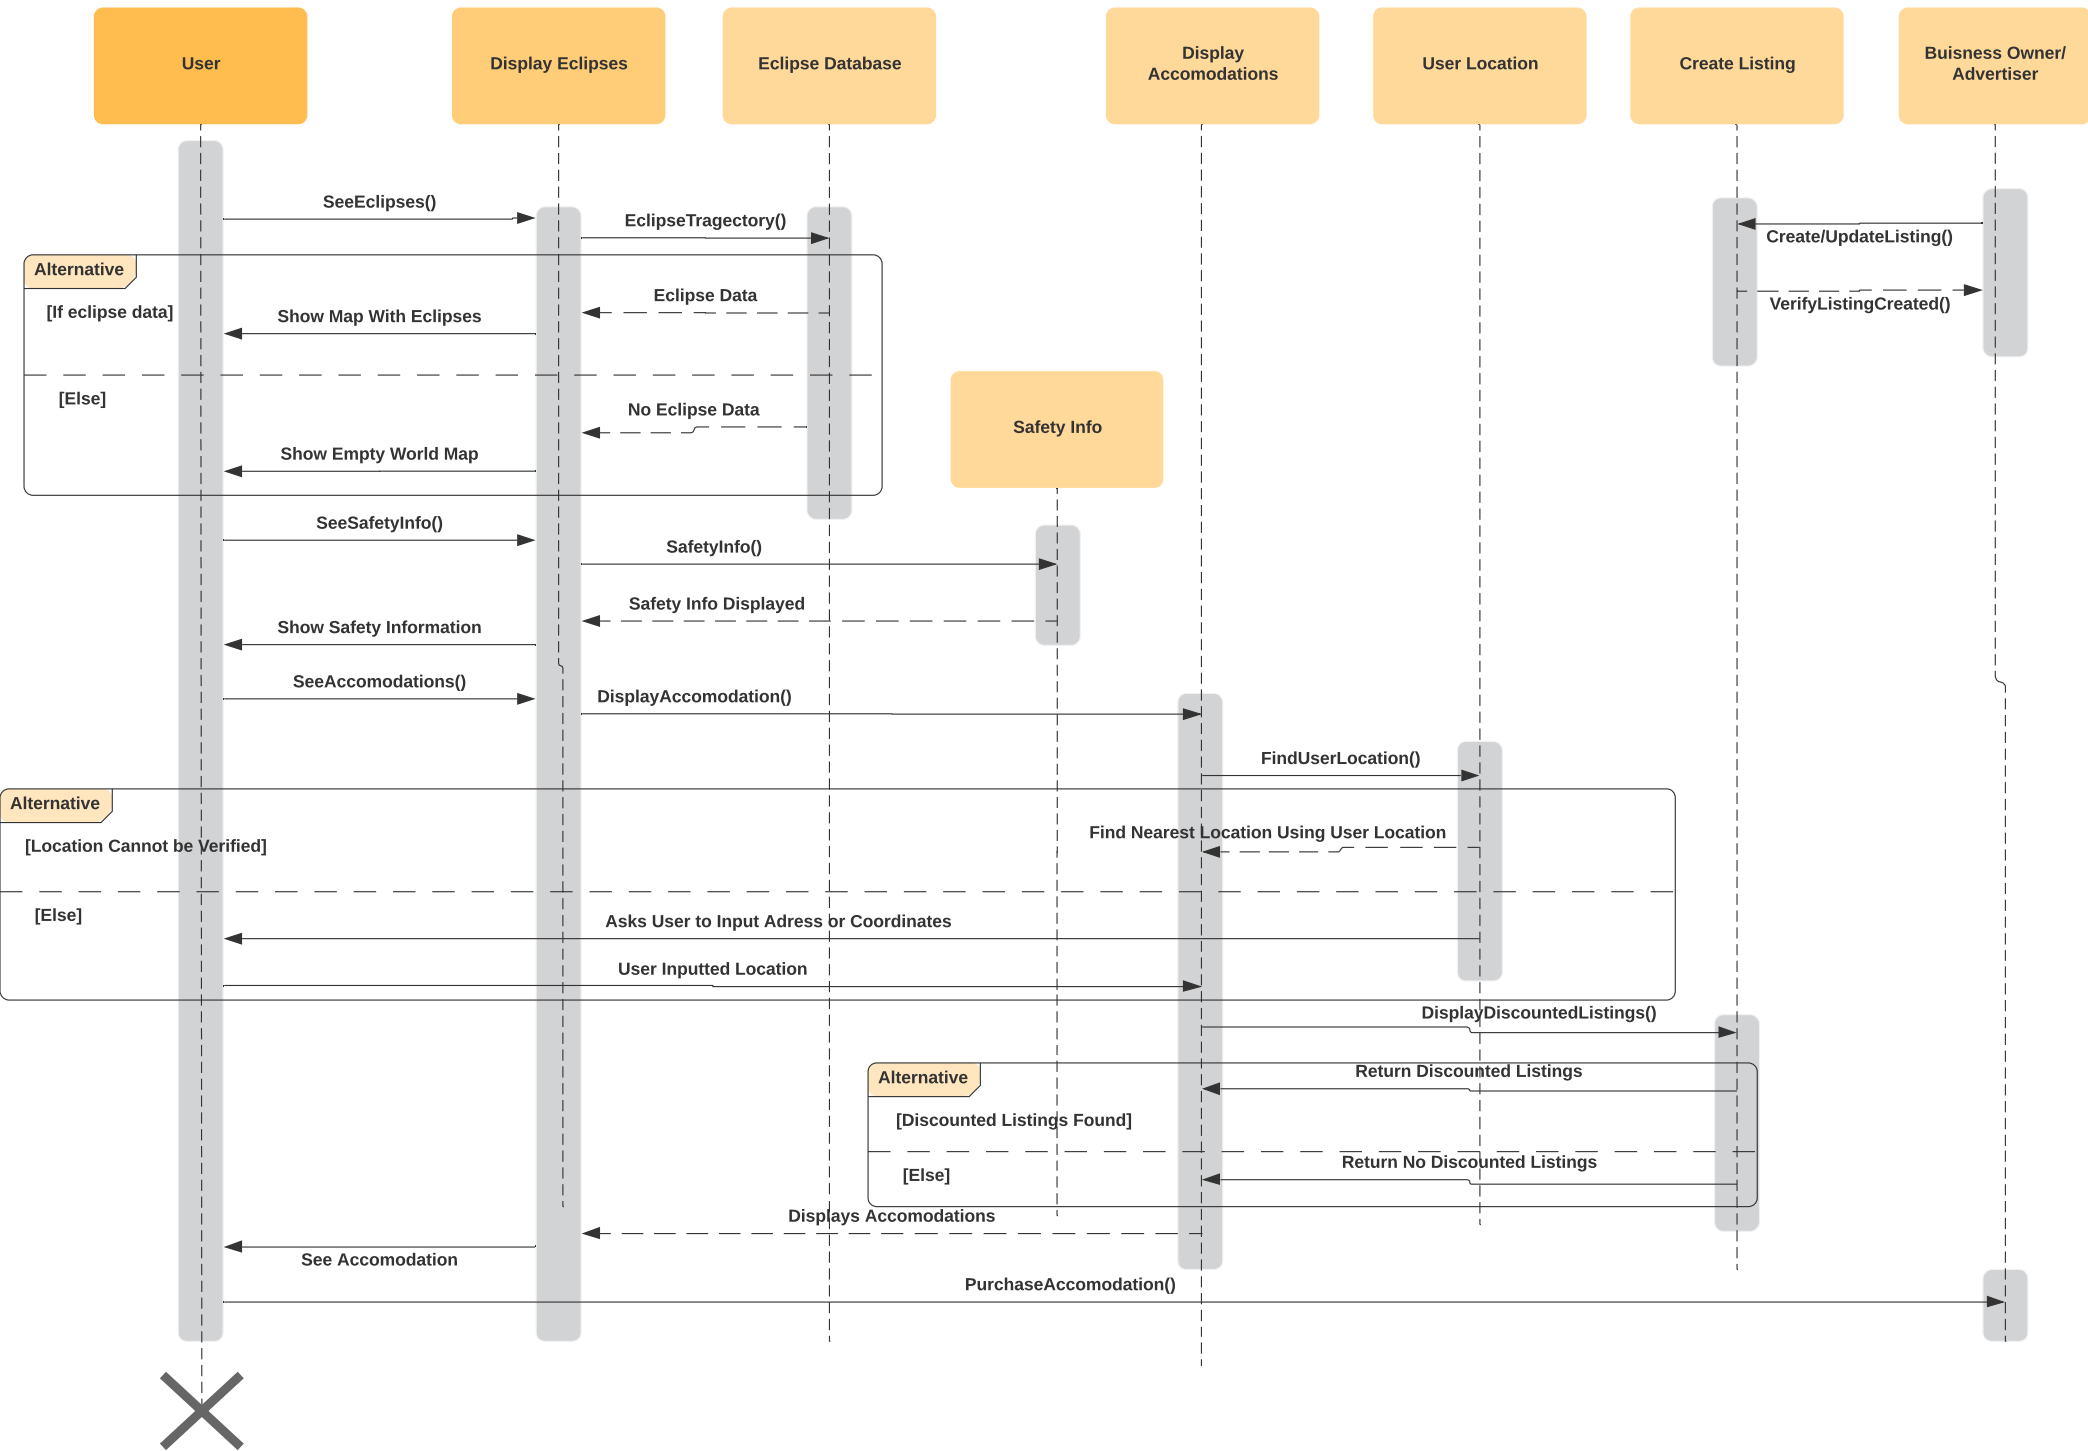 User
Display Eclipses
Eclipse Database
Display
Accomodations
User Location
Create Listing
Buisness Owner/
Advertiser
SeeEclipses()
EclipseTragectory()
Create/UpdateListing()
Alternative
Eclipse Data
[If eclipse data]
Show Map With Eclipses
VerifyListingCreated()
[Else]
No Eclipse Data
Safety Info
Show Empty World Map
SeeSafetyInfo()
SafetyInfo()
Safety Info Displayed
Show Safety Information
SeeAccomodations()
DisplayAccomodation()
FindUserLocation()
Alternative
Find Nearest Location Using User Location
[Location Cannot be Verified]
[Else]
Asks User to Input Adress or Coordinates
User Inputted Location
DisplayDiscountedListings()
Alternative
Return Discounted Listings
[Discounted Listings Found]
Return No Discounted Listings
[Else]
Displays Accomodations
See Accomodation
PurchaseAccomodation()